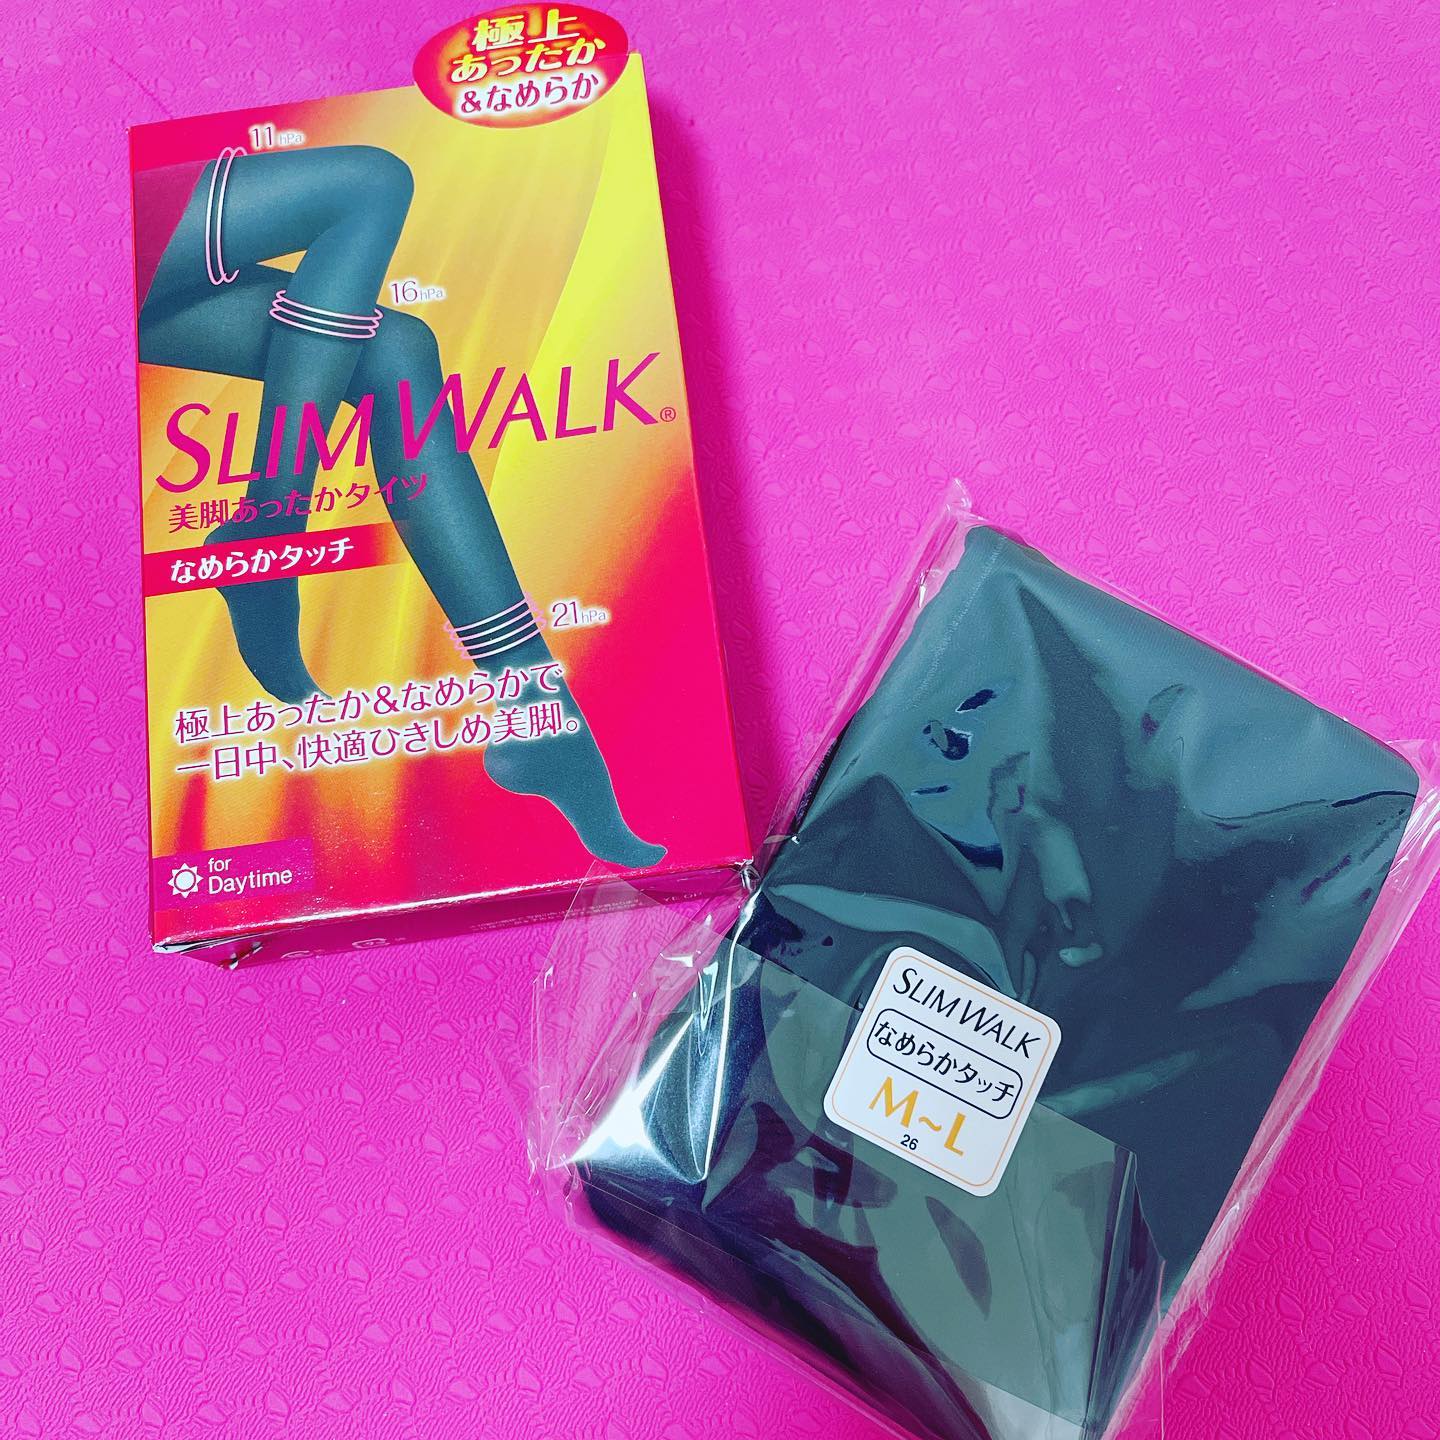 極上
あったか
&なめらか
11hPa
16hPa
SLIM WALK®
美脚あったかタイツ
なめらかタッチ
21hPa
極上あったか&なめらかで
一日中、快適ひきしめ美脚。
for
Daytime
SLIM WALK
なめらかタッチ
M~L
26